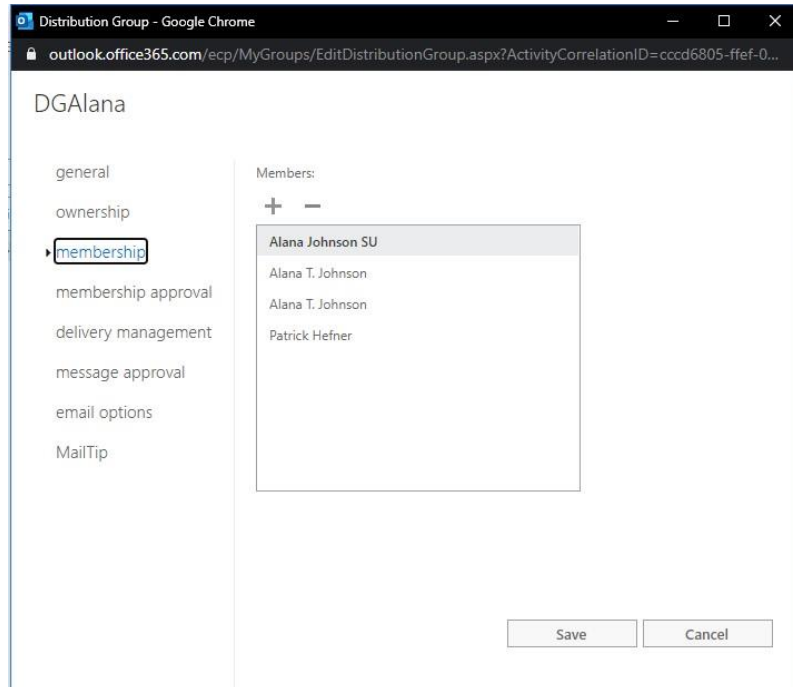 Distribution Group - Google Chrome
outlook.office365.com/ecp/MyGroups/EditDistributionGroup.aspx?ActivityCorrelationID=cccd6805-ffef-0...
DGAlana
general
ownership
membership
membership approval
delivery management
message approval
email options
MailTip
Members:
Alana Johnson SU
Alana T. Johnson
Alana T. Johnson
Patrick Hefner
Save
Cancel